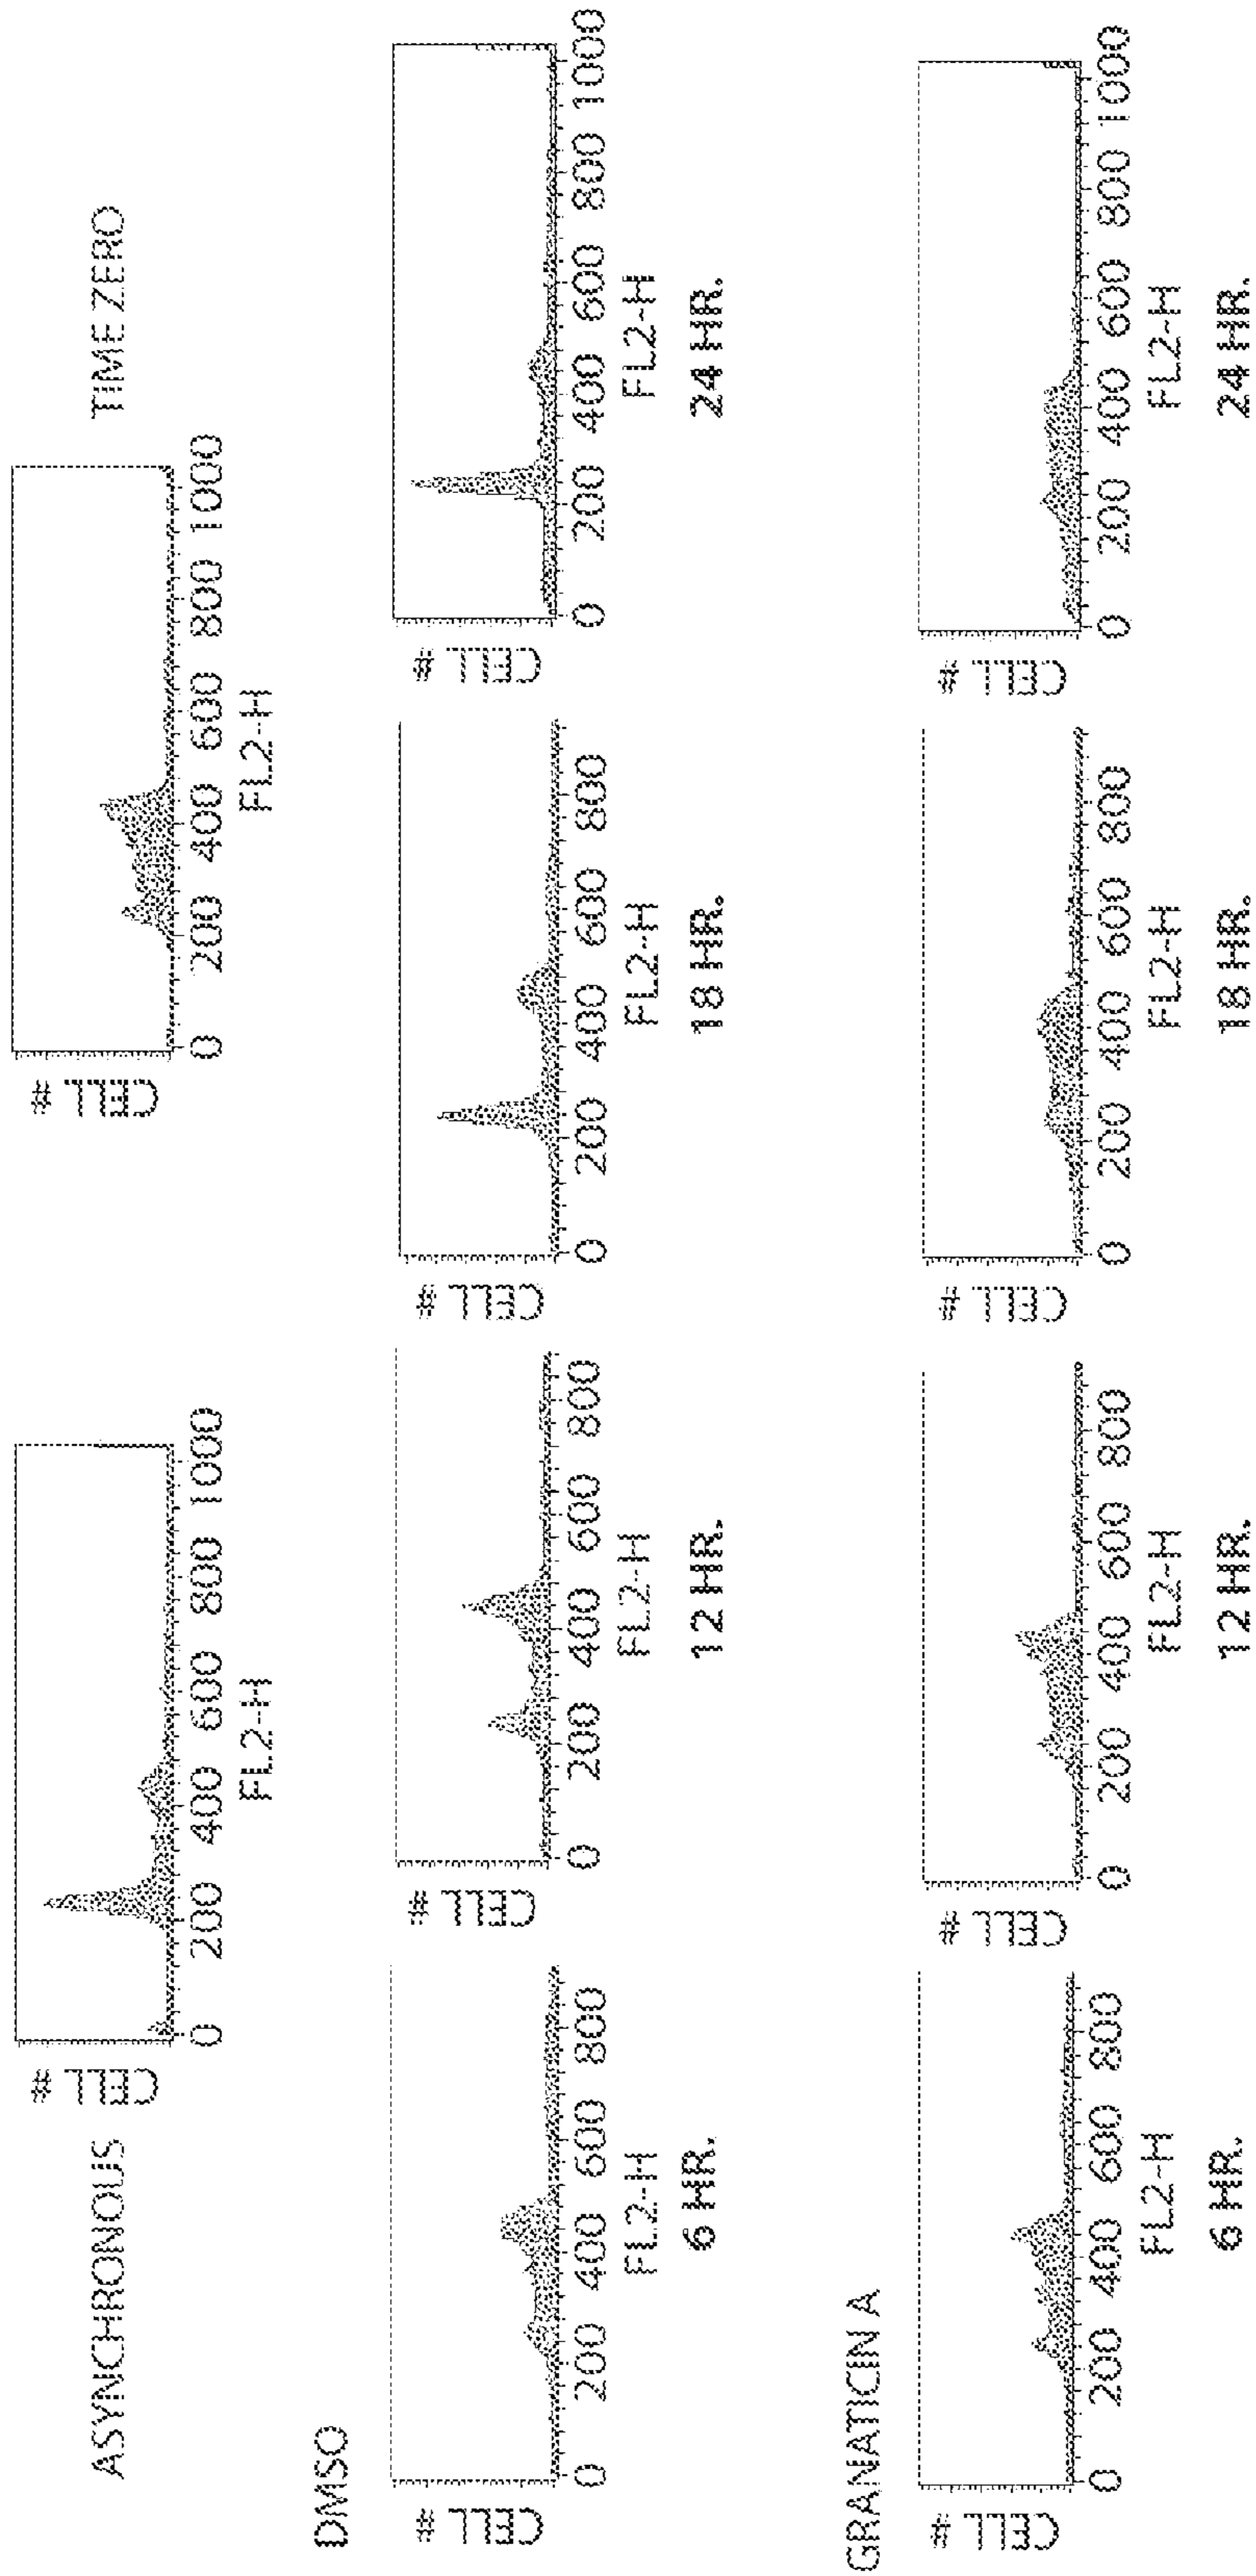 ASYNCHRONOUS
CELL #
0 200 400 600 800 1000
FL2-H
CELL #
0 200 400 600 800 1000
FL2-H
TIME ZERO
DMSO
CELL #
0 200 400 600 800
FL2-H
6 HR.
CELL #
0 200 400 600 800
FL2-H
12 HR.
CELL #
0 200 400 600 800
FL2-H
18 HR.
CELL #
0 200 400 600 800 1000
FL2-H
24 HR.
GRANATICIN A
CELL #
0 200 400 600 800
FL2-H
6 HR.
CELL #
0 200 400 600 800
FL2-H
12 HR.
CELL #
0 200 400 600 800
FL2-H
18 HR.
CELL #
0 200 400 600 800 1000
FL2-H
24 HR.